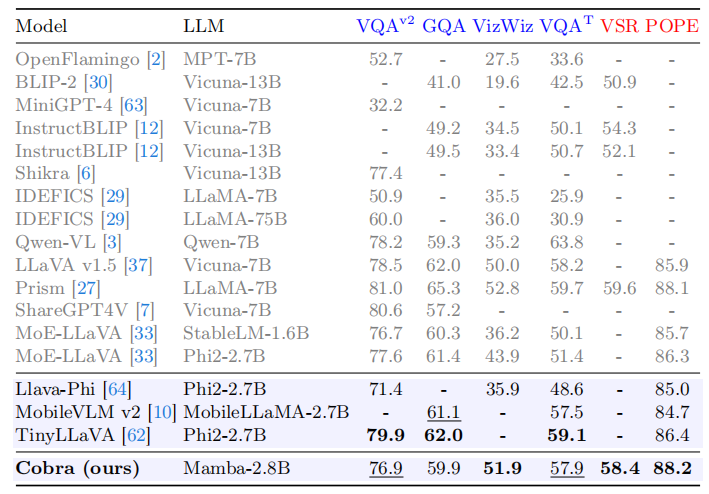 Model LLM VQA^v2 GQA VizWiz VQA^T VSR POPE
OpenFlamingo [2] MPT-7B 52.7 - 27.5 33.6 - -
BLIP-2 [30] Vicuna-13B - 41.0 19.6 42.5 50.9 -
MiniGPT-4 [63] Vicuna-7B 32.2 - - - - -
InstructBLIP [12] Vicuna-7B - 49.2 34.5 50.1 54.3 -
InstructBLIP [12] Vicuna-13B - 49.5 33.4 50.7 52.1 -
Shikra [6] Vicuna-13B 77.4 - - - - -
IDEFICS [29] LLaMA-7B 50.9 - 35.5 25.9 - -
IDEFICS [29] LLaMA-75B 60.0 - 36.0 30.9 - -
Qwen-VL [3] Qwen-7B 78.2 59.3 35.2 63.8 - -
LLaVA v1.5 [37] Vicuna-7B 78.5 62.0 50.0 58.2 - 85.9
Prism [27] LLaMA-7B 81.0 65.3 52.8 59.7 59.6 88.1
ShareGPT4V [7] Vicuna-7B 80.6 57.2 - - - -
MoE-LLaVA [33] StableLM-1.6B 76.7 60.3 36.2 50.1 - 85.7
MoE-LLaVA [33] Phi2-2.7B 77.6 61.4 43.9 51.4 - 86.3
Llava-Phi [64] Phi2-2.7B 71.4 - 35.9 48.6 - 85.0
MobileVLM v2 [10] MobileLLaMA-2.7B - 61.1 - 57.5 - 84.7
TinyLLaVA [62] Phi2-2.7B 79.9 62.0 - 59.1 - 86.4
Cobra (ours) Mamba-2.8B 76.9 59.9 51.9 57.9 58.4 88.2